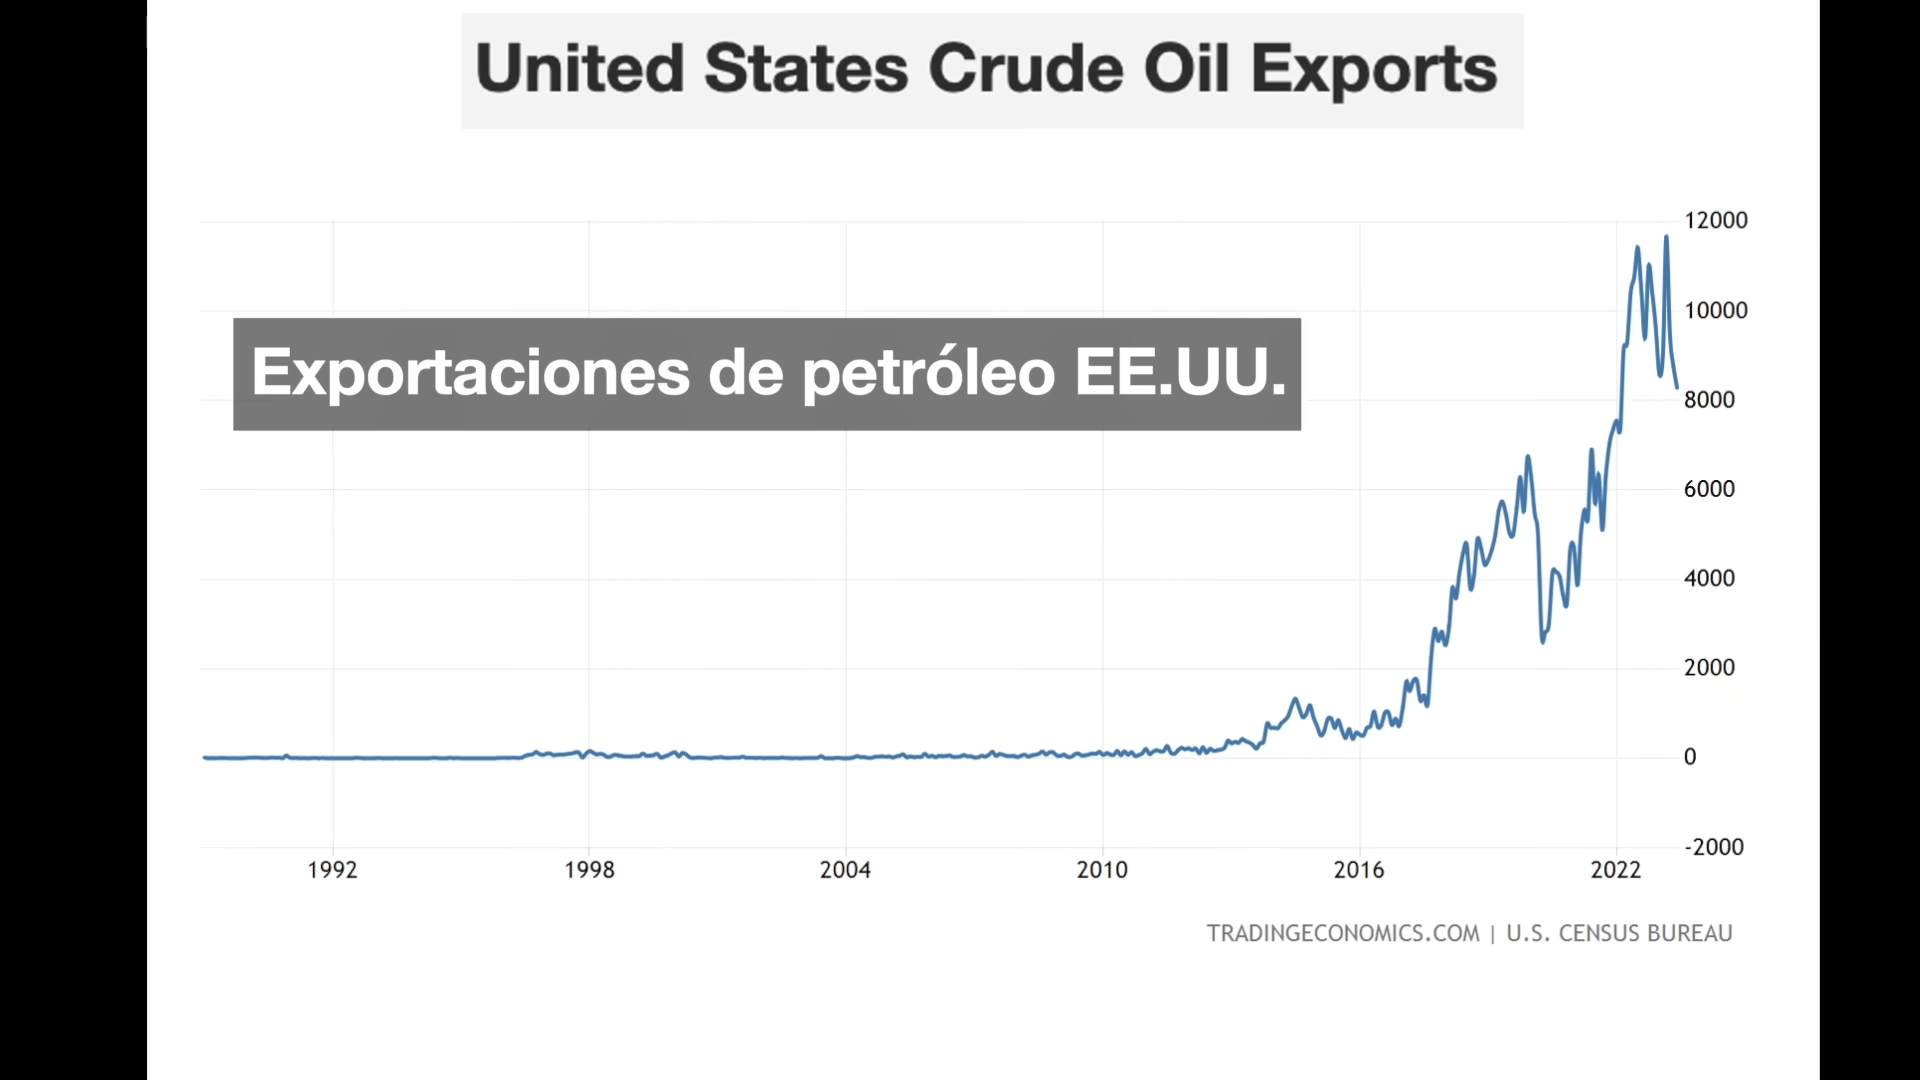 United States Crude Oil Exports
12000
10000
Exportaciones de petróleo EE.UU.
8000
6000
4000
2000
0
-2000
1992 1998 2004 2010 2016 2022
TRADINGECONOMICS.COM | U.S. CENSUS BUREAU